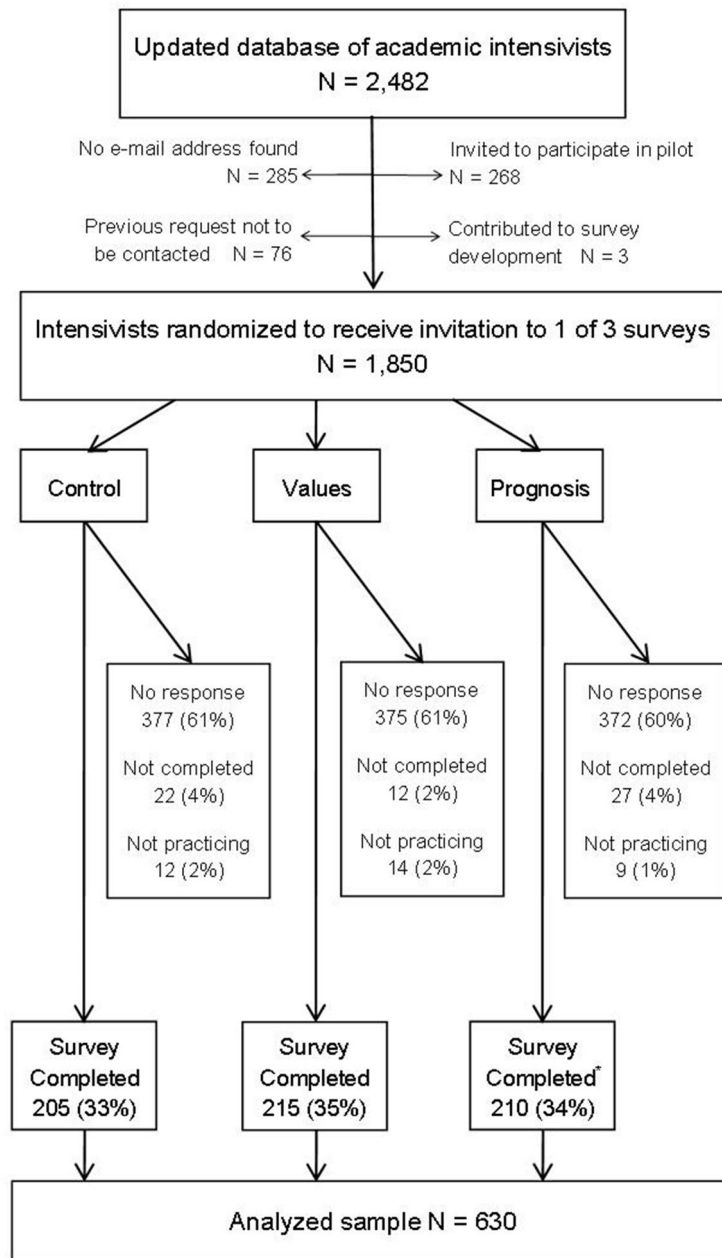 Updated database of academic intensivists
N = 2,482
No e-mail address found
N = 285
Invited to participate in pilot
N = 268
Previous request not to
be contacted N = 76
Contributed to survey
development N = 3
Intensivists randomized to receive invitation to 1 of 3 surveys
N = 1,850
Control
Values
Prognosis
No response
377 (61%)
Not completed
22 (4%)
Not practicing
12 (2%)
No response
375 (61%)
Not completed
12 (2%)
Not practicing
14 (2%)
No response
372 (60%)
Not completed
27 (4%)
Not practicing
9 (1%)
Survey
Completed
205 (33%)
Survey
Completed
215 (35%)
Survey
Completed*
210 (34%)
Analyzed sample N = 630